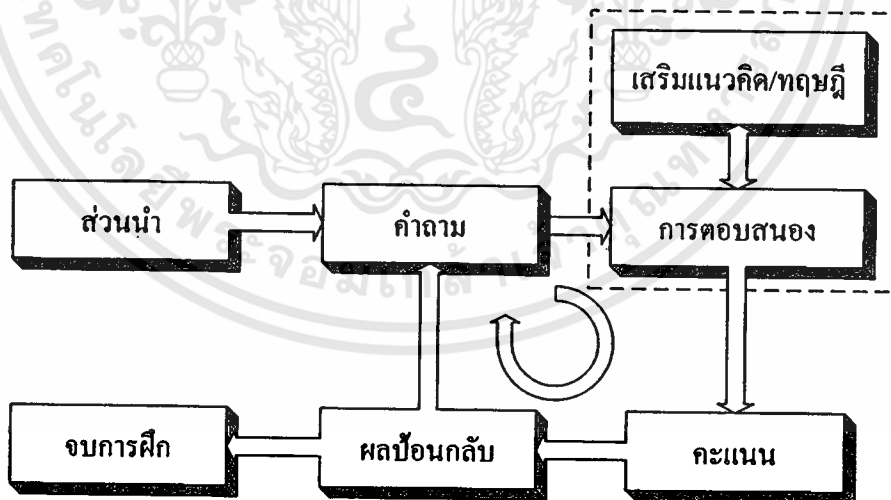 เสริมแนวคิด/ทฤษฎี
ส่วนนำ
คำถาม
การตอบสนอง
จบการฝึก
ผลป้อนกลับ
คะแนน